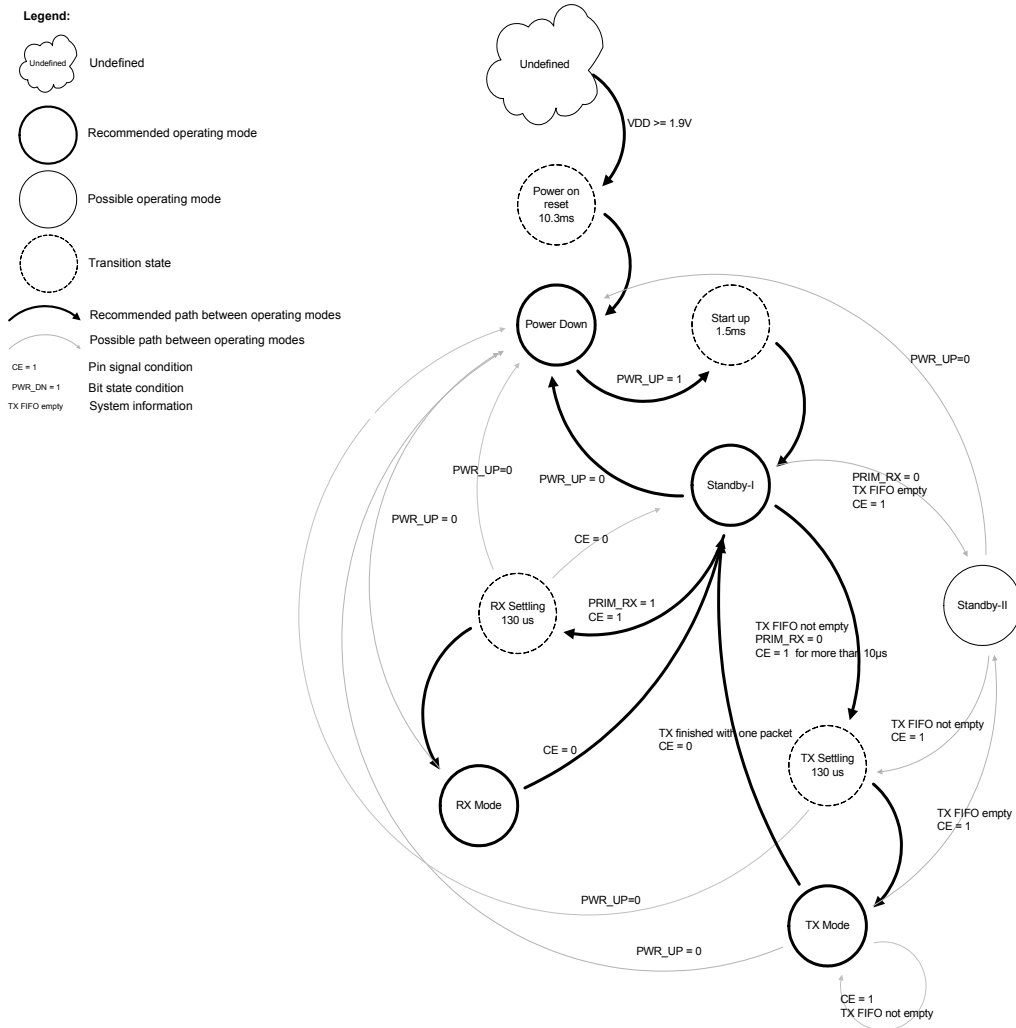 Legend:
Undefined
Undefined
Recommended operating mode
Possible operating mode
Transition state
Recommended path between operating modes
Possible path between operating modes
CE = 1
Pin signal condition
PWR_DN = 1
Bit state condition
TX FIFO empty
System information
Undefined
VDD >= 1.9V
Power on
reset
10.3ms
Power Down
Start up
1.5ms
PWR_UP=0
PWR_UP = 1
PWR_UP=0
PWR_UP = 0
Standby-I
PRIM_RX = 0
TX FIFO empty
CE = 1
PWR_UP = 0
CE = 0
RX Settling
130 us
PRIM_RX = 1
CE = 1
Standby-II
TX FIFO not empty
PRIM_RX = 0
CE = 1 for more than 10µs
TX FIFO not empty
CE = 1
TX finished with one packet
CE = 0
CE = 0
TX Settling
130 us
RX Mode
TX FIFO empty
CE = 1
PWR_UP=0
TX Mode
PWR_UP = 0
CE = 1
TX FIFO not empty